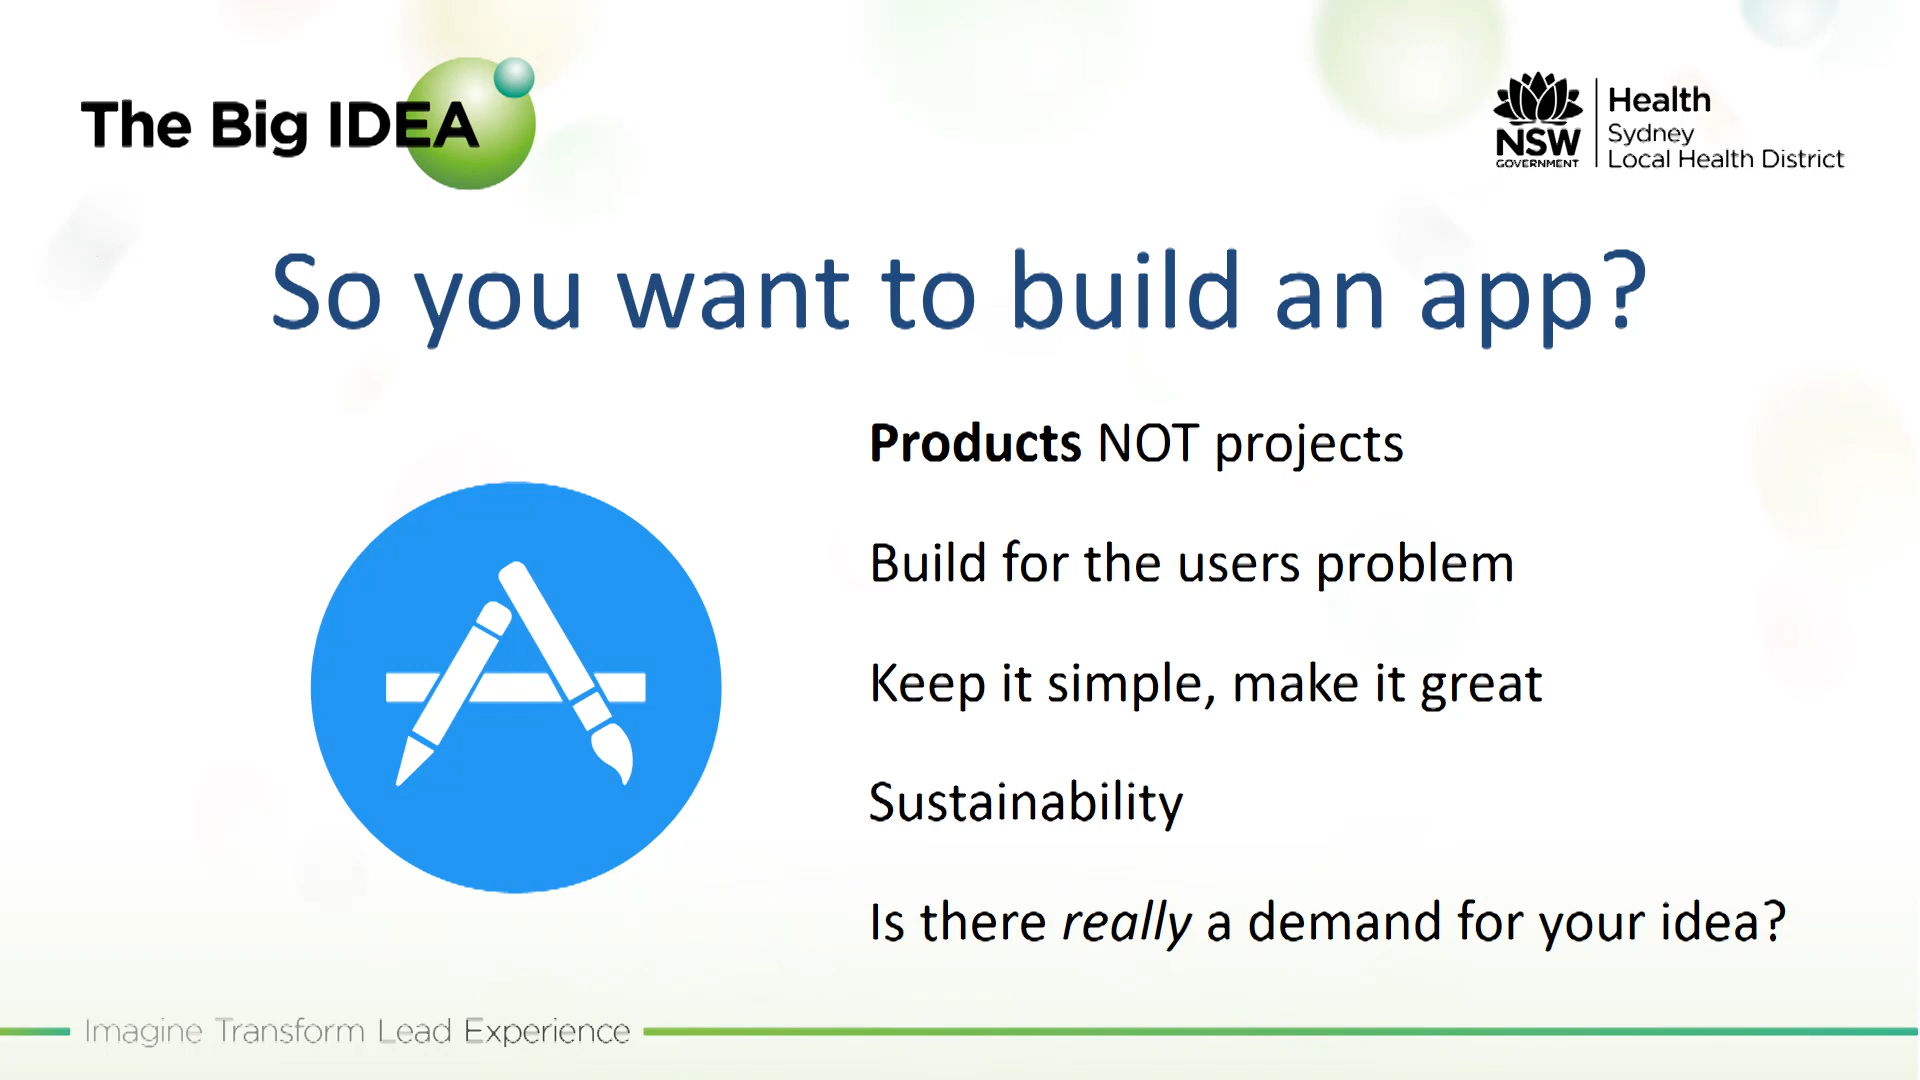 The Big IDEA
NSW
GOVERNMENT
Health
Sydney
Local Health District
So you want to build an app?
Products NOT projects
Build for the users problem
Keep it simple, make it great
Sustainability
Is there really a demand for your idea?
Imagine Transform Lead Experience